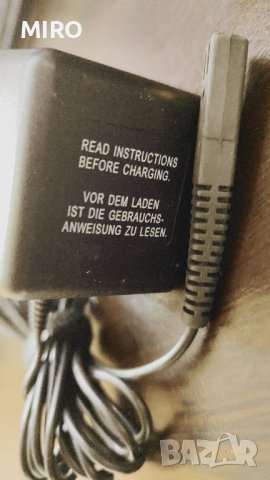 MIRO
READ INSTRUCTIONS
BEFORE CHARGING.
VOR DEM LADEN
IST DIE GEBRAUCHS-
ANWEISUNG ZU LESEN.
BAZAR